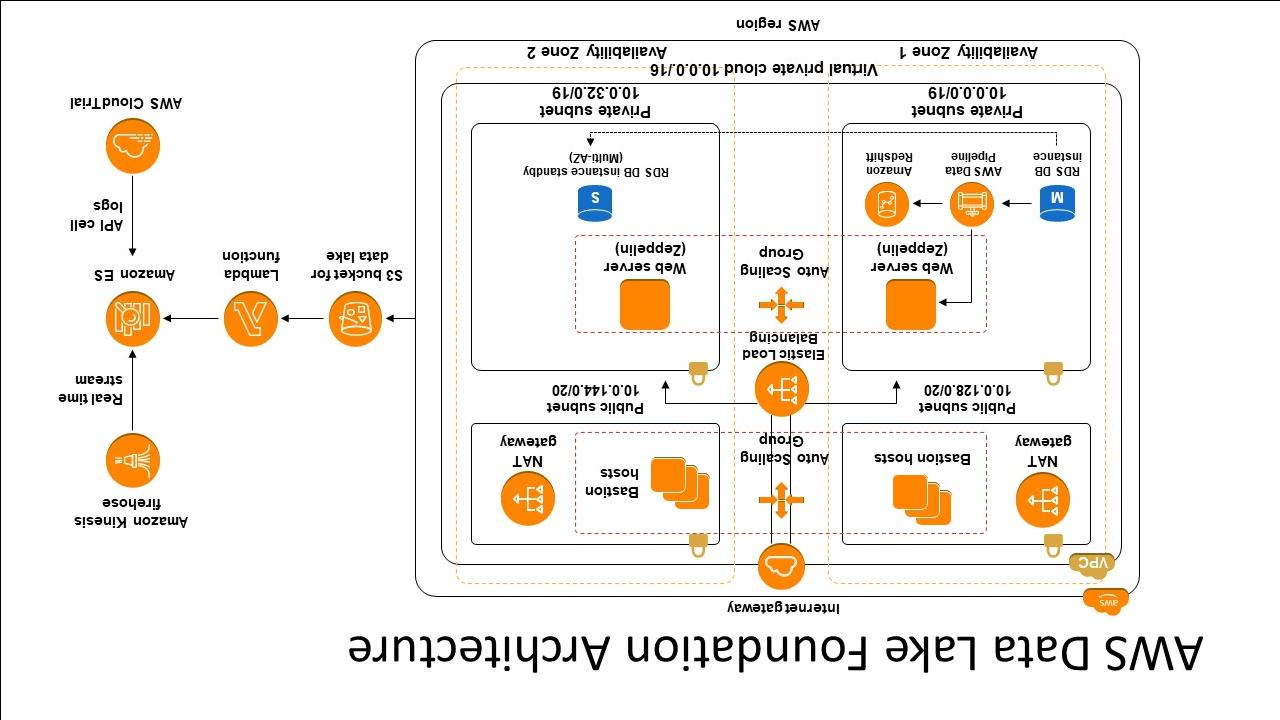 AWS Data Lake Foundation Architecture
Internet gateway
aws
VPC
NAT
gateway
Bastion hosts
Auto Scaling
Group
Bastion
hosts
NAT
gateway
Amazon Kinesis
firehose
Public subnet
10.0.128.0/20
Public subnet
10.0.144.0/20
Real time
stream
Elastic Load
Balancing
Web server
(Zeppelin)
Auto Scaling
Group
Web server
(Zeppelin)
S3 bucket for
data lake
Lambda
function
Amazon ES
M
RDS DB
instance
AWS Data
Pipeline
Amazon
Redshift
S
RDS DB instance standby
(Multi-AZ)
API cell
logs
Private subnet
10.0.0.0/19
Private subnet
10.0.32.0/19
AWS CloudTrial
Virtual private cloud 10.0.0./16
Availability Zone 1
Availability Zone 2
AWS region